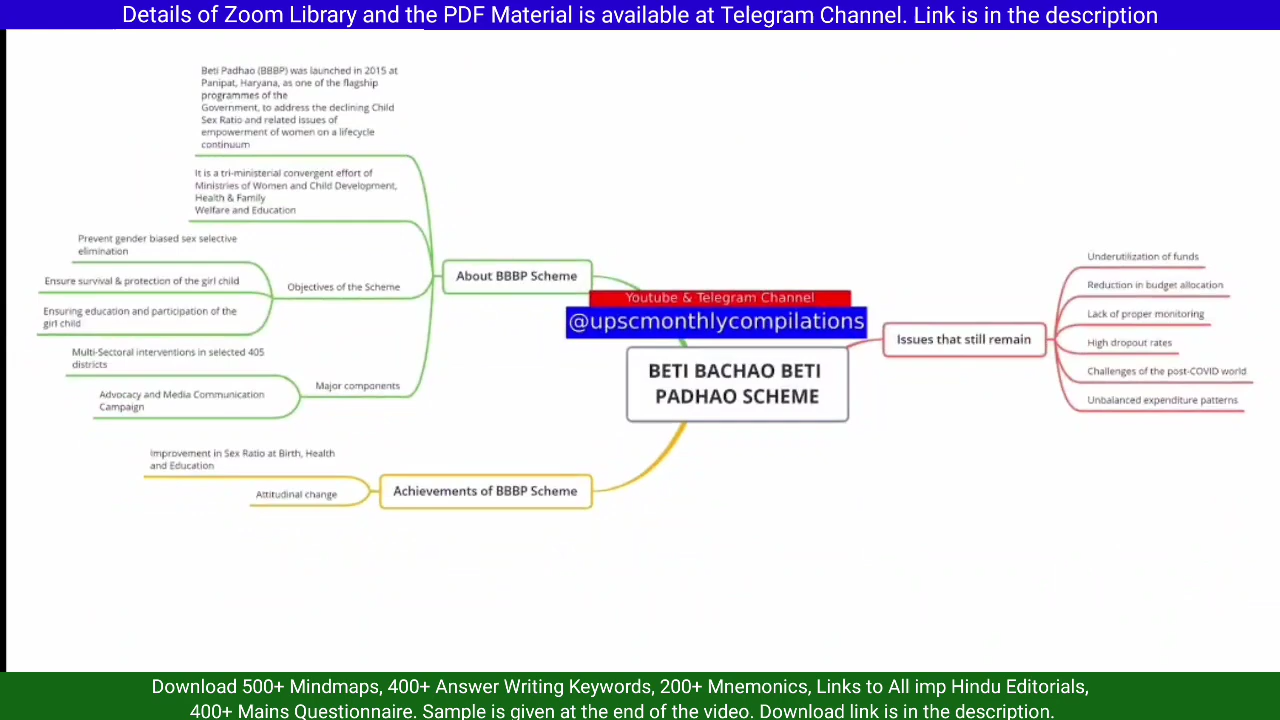 Details of Zoom Library and the PDF Material is available at Telegram Channel. Link is in the description
Beti Padhao (BBBP) was launched in 2015 at
Panipat, Haryana, as one of the flagship
programmes of the
Government, to address the declining Child
Sex Ratio and related issues of
empowerment of women on a lifecycle
continuum
It is a tri-ministerial convergent effort of
Ministries of Women and Child Development,
Health & Family
Welfare and Education
Prevent gender biased sex selective
elimination
Ensure survival & protection of the girl child
Ensuring education and participation of the
girl child
Objectives of the Scheme
Multi-Sectoral interventions in selected 405
districts
Advocacy and Media Communication
Campaign
Major components
About BBBP Scheme
Improvement in Sex Ratio at Birth, Health
and Education
Attitudinal change
Achievements of BBBP Scheme
Youtube & Telegram Channel
@upscmonthlycompilations
BETI BACHAO BETI
PADHAO SCHEME
Issues that still remain
Underutilization of funds
Reduction in budget allocation
Lack of proper monitoring
High dropout rates
Challenges of the post-COVID world
Unbalanced expenditure patterns
Download 500+ Mindmaps, 400+ Answer Writing Keywords, 200+ Mnemonics, Links to All imp Hindu Editorials,
400+ Mains Questionnaire. Sample is given at the end of the video. Download link is in the description.